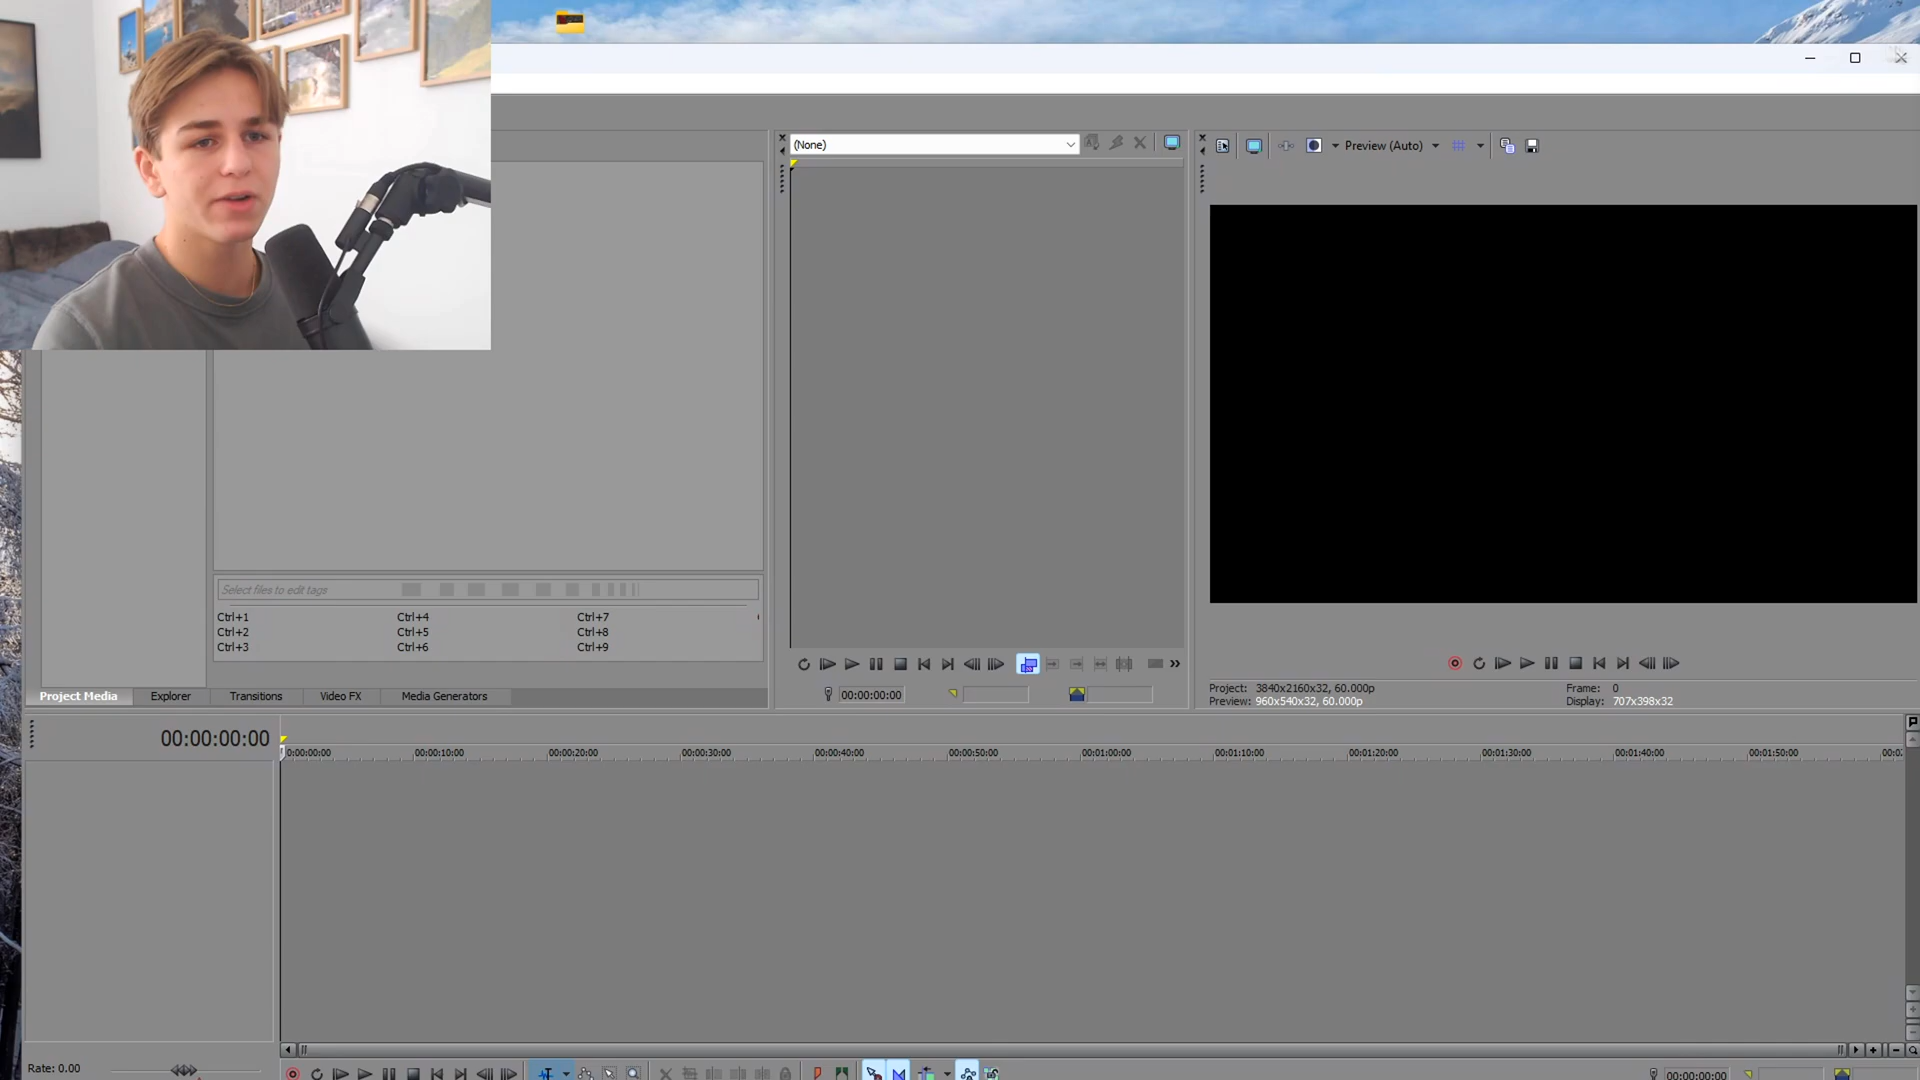 (None)
Preview (Auto)
Select files to edit tags
Ctrl+1 Ctrl+4 Ctrl+7
Ctrl+2 Ctrl+5 Ctrl+8
Ctrl+3 Ctrl+6 Ctrl+9
Project Media Explorer Transitions Video FX Media Generators
00:00:00:00
Project: 3840x2160x32, 60.000p Frame: 0
Preview: 960x540x32, 60.000p Display: 707x398x32
00:00:00:00
0:00:00:00 00:00:10:00 00:00:20:00 00:00:30:00 00:00:40:00 00:00:50:00 00:01:00:00 00:01:10:00 00:01:20:00 00:01:30:00 00:01:40:00 00:01:50:00
Rate: 0.00
00:00:00:00